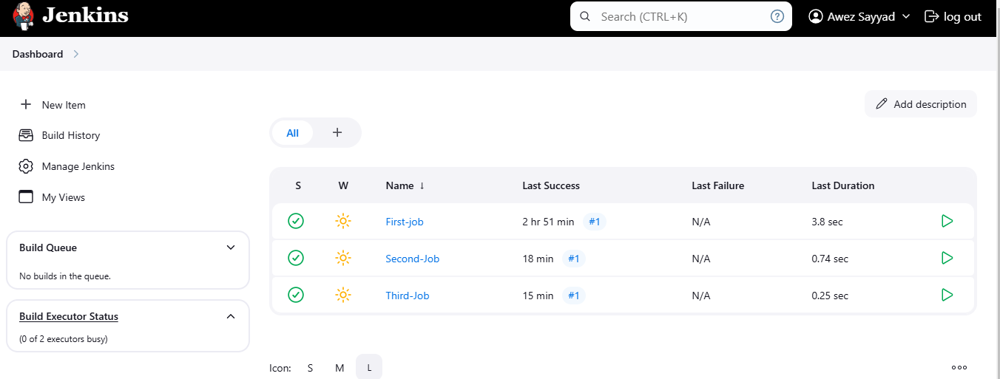 Jenkins
Search (CTRL+K)
?
Awez Sayyad
log out
Dashboard
New Item
Build History
Manage Jenkins
My Views
Build Queue
No builds in the queue.
Build Executor Status
(0 of 2 executors busy)
Add description
All +
S W Name ↓ Last Success Last Failure Last Duration
First-job 2 hr 51 min #1 N/A 3.8 sec
Second-Job 18 min #1 N/A 0.74 sec
Third-Job 15 min #1 N/A 0.25 sec
Icon: S M L